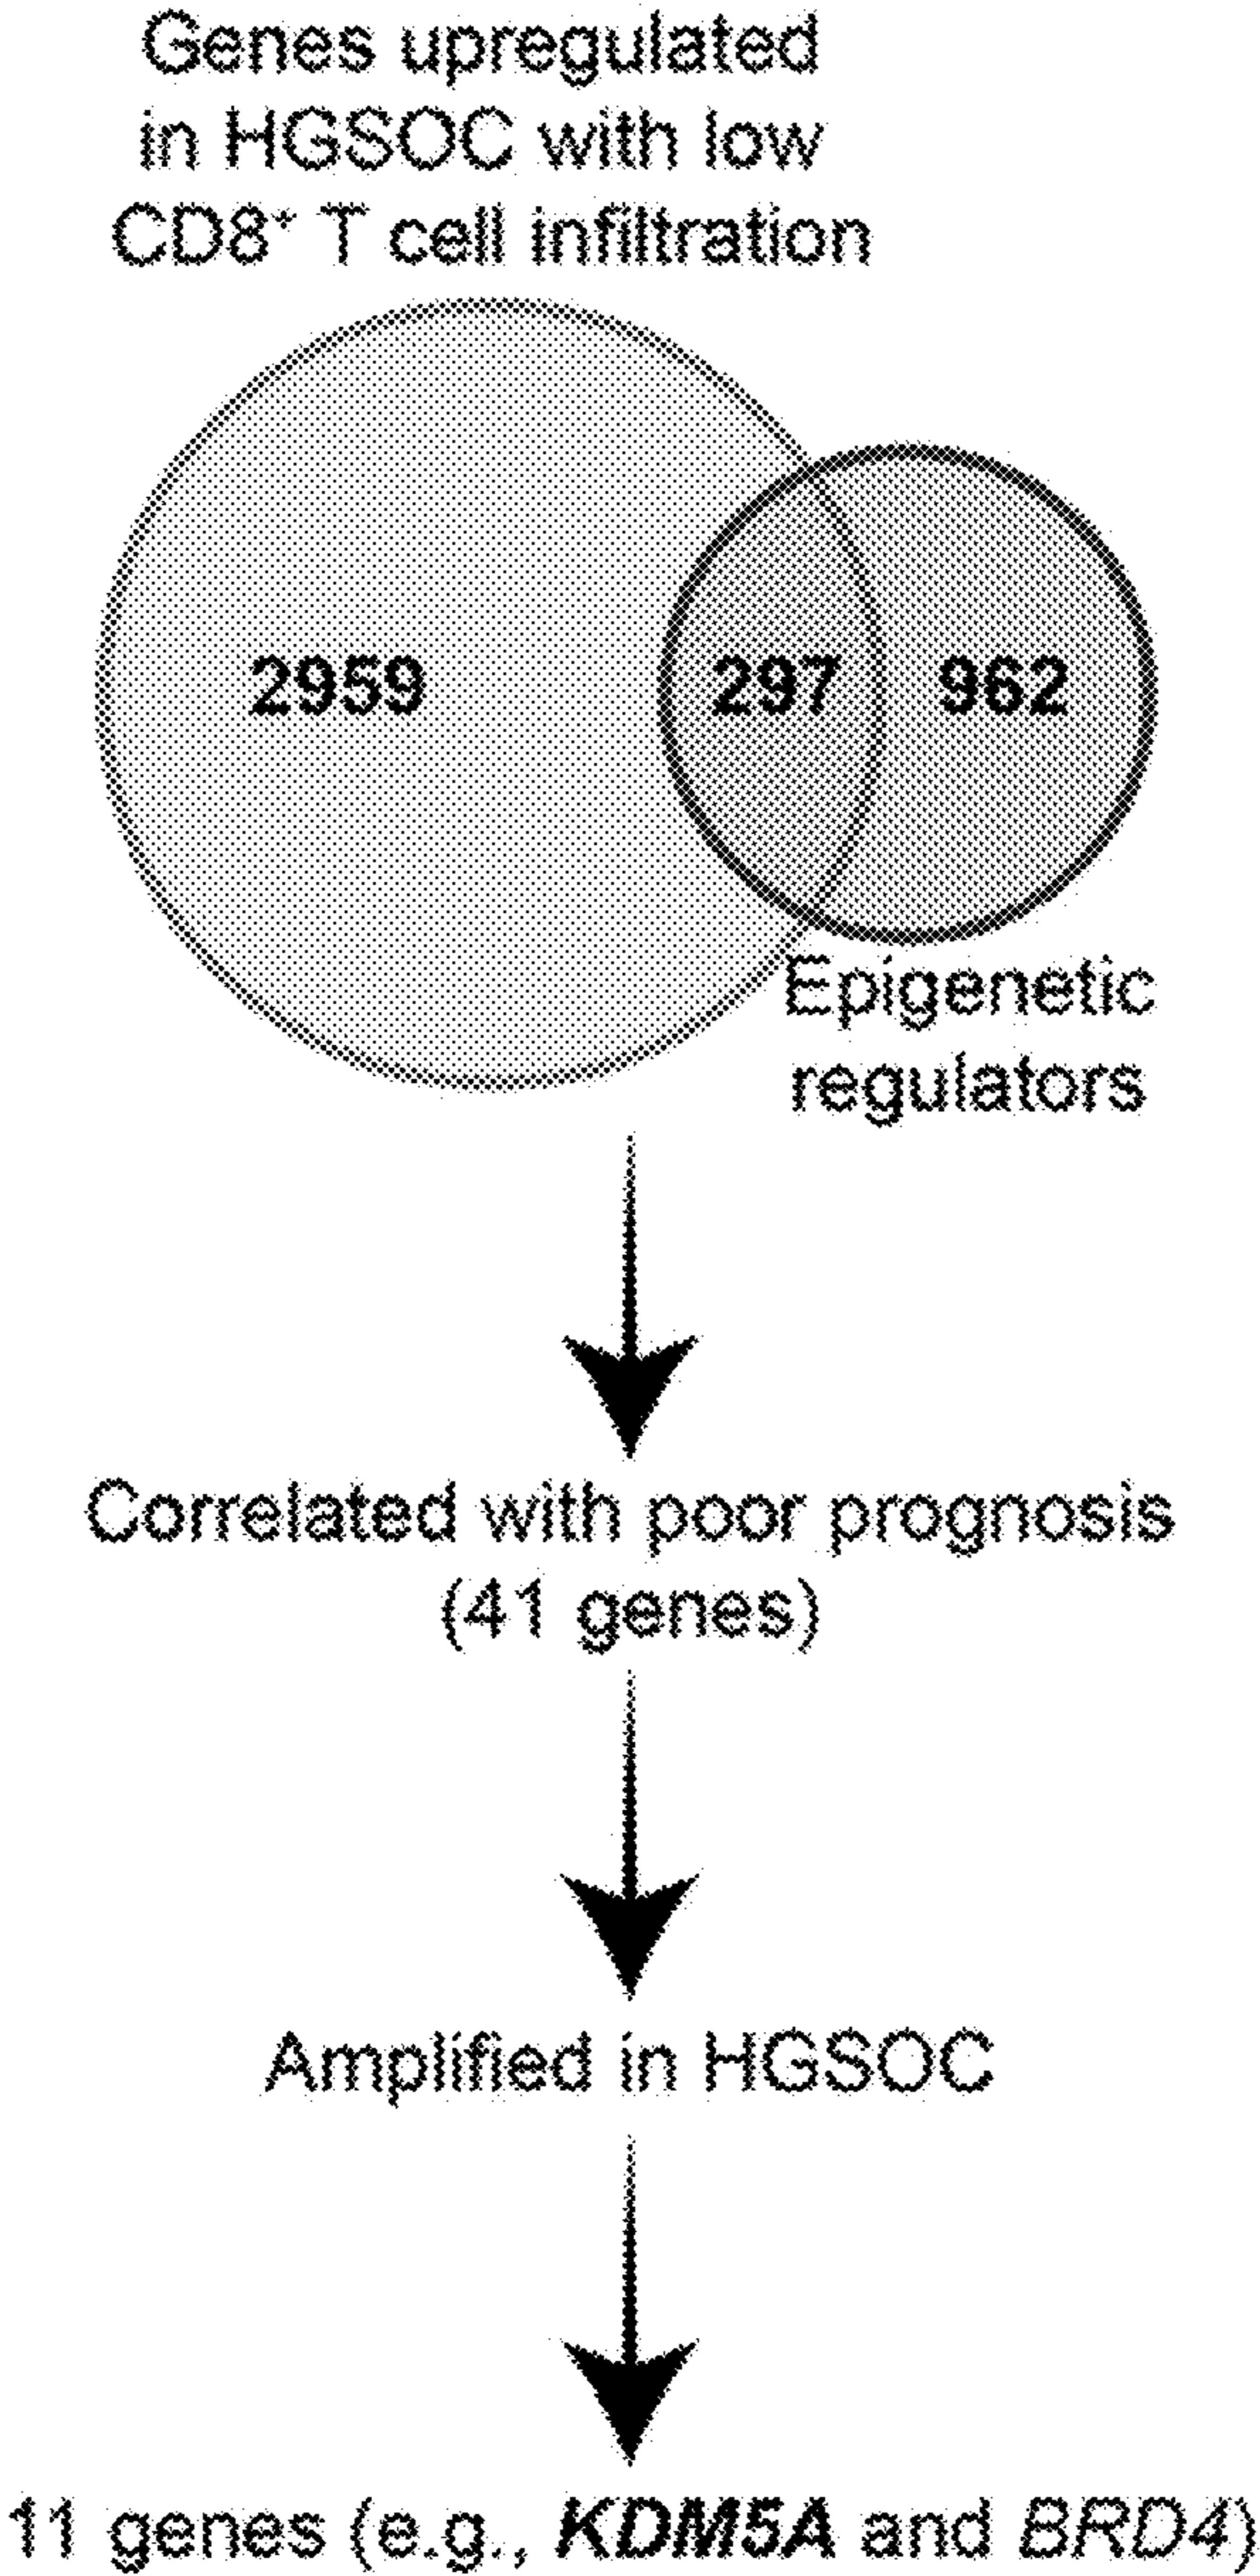 Genes upregulated
in HGSOC with low
CD8⁺ T cell infiltration
2959 297 962
Epigenetic
regulators
Correlated with poor prognosis
(41 genes)
Amplified in HGSOC
11 genes (e.g., KDM5A and BRD4)